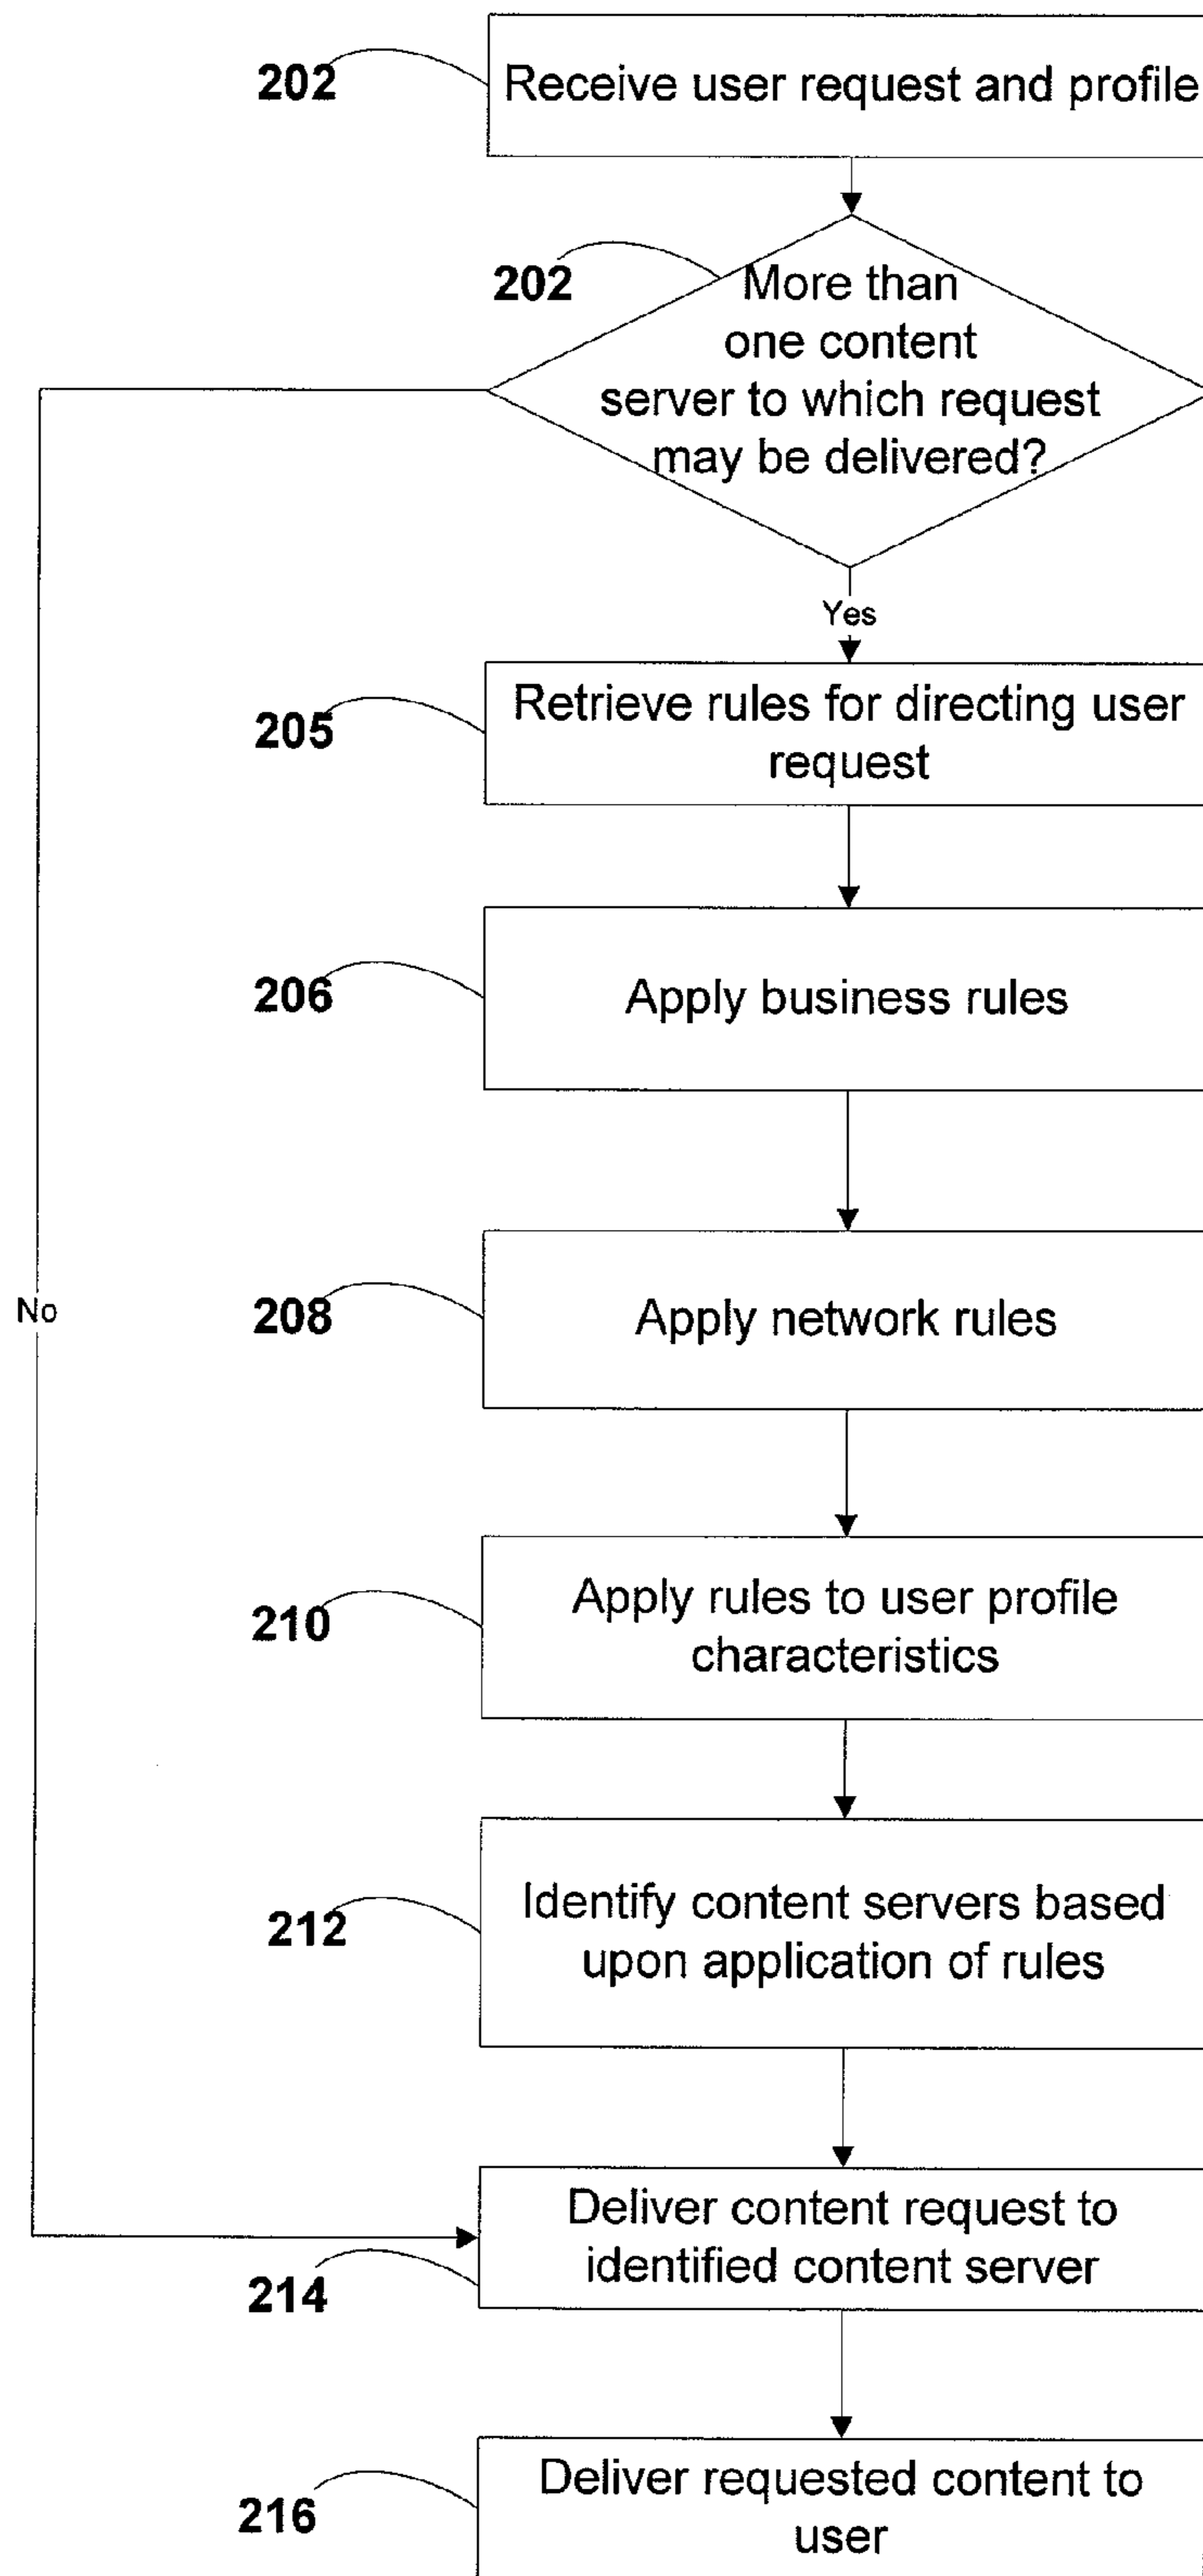 202
Receive user request and profile
202
More than
one content
server to which request
may be delivered?
Yes
205
Retrieve rules for directing user
request
206
Apply business rules
No
208
Apply network rules
210
Apply rules to user profile
characteristics
212
Identify content servers based
upon application of rules
214
Deliver content request to
identified content server
216
Deliver requested content to
user